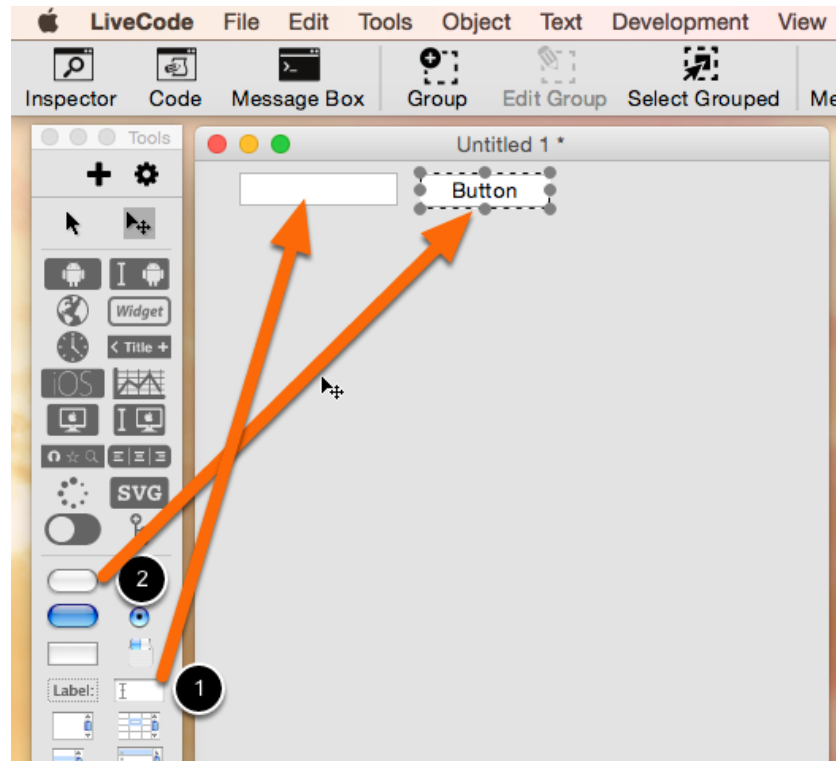 LiveCode File Edit Tools Object Text Development View
Inspector Code Message Box Group Edit Group Select Grouped Me
Tools
Untitled 1 *
Button
Widget
< Title +
iOS
SVG
2
1
Label: